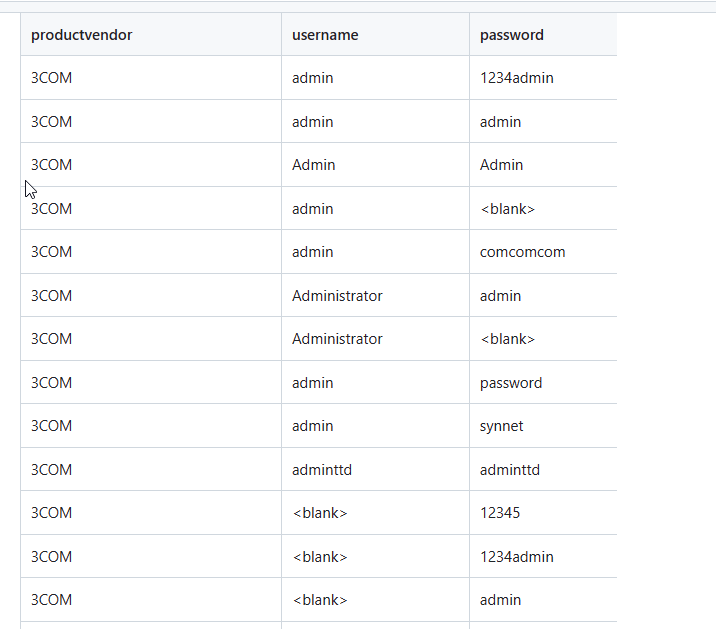 productvendor username password
3COM admin 1234admin
3COM admin admin
3COM Admin Admin
3COM admin <blank>
3COM admin comcomcom
3COM Administrator admin
3COM Administrator <blank>
3COM admin password
3COM admin synnet
3COM adminttd adminttd
3COM <blank> 12345
3COM <blank> 1234admin
3COM <blank> admin